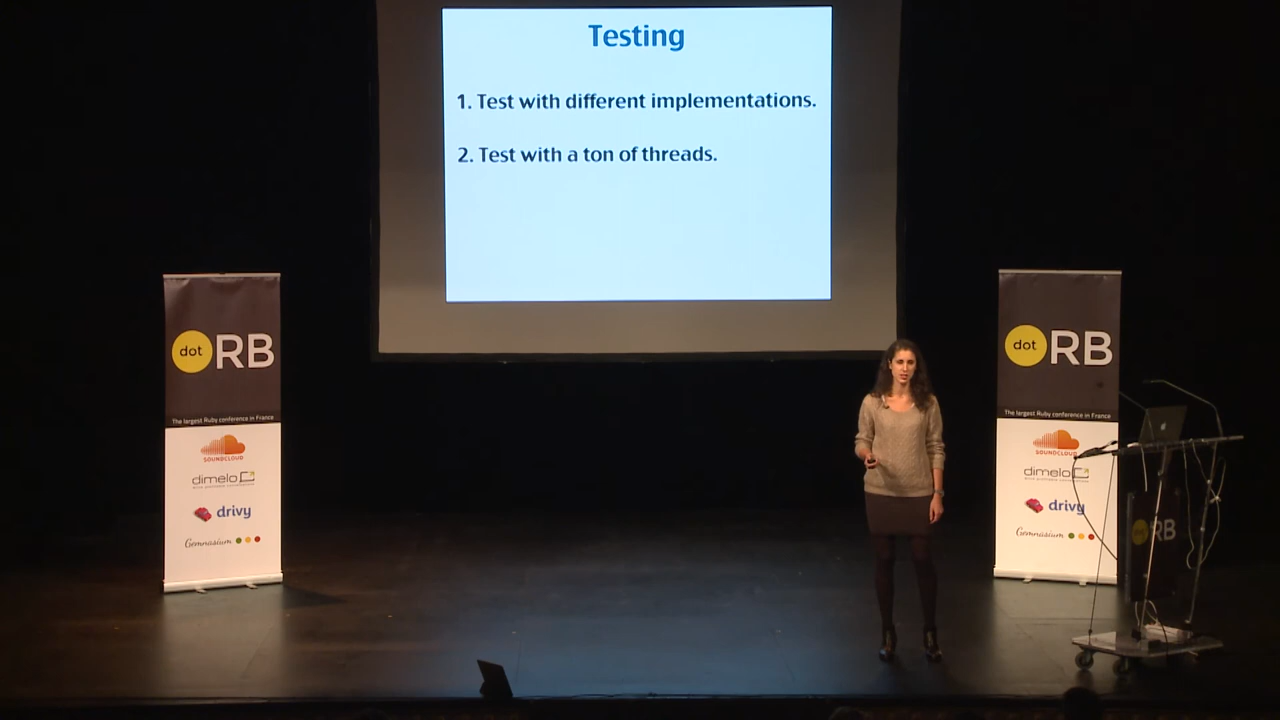 Testing
1. Test with different implementations.
2. Test with a ton of threads.
dot RB
The largest Ruby conference in France
SOUNDCLOUD
dimelo
drivy
Gemnasium
dot RB
The largest Ruby conference in France
SOUNDCLOUD
dimelo
drivy
Gemnasium
dot RB